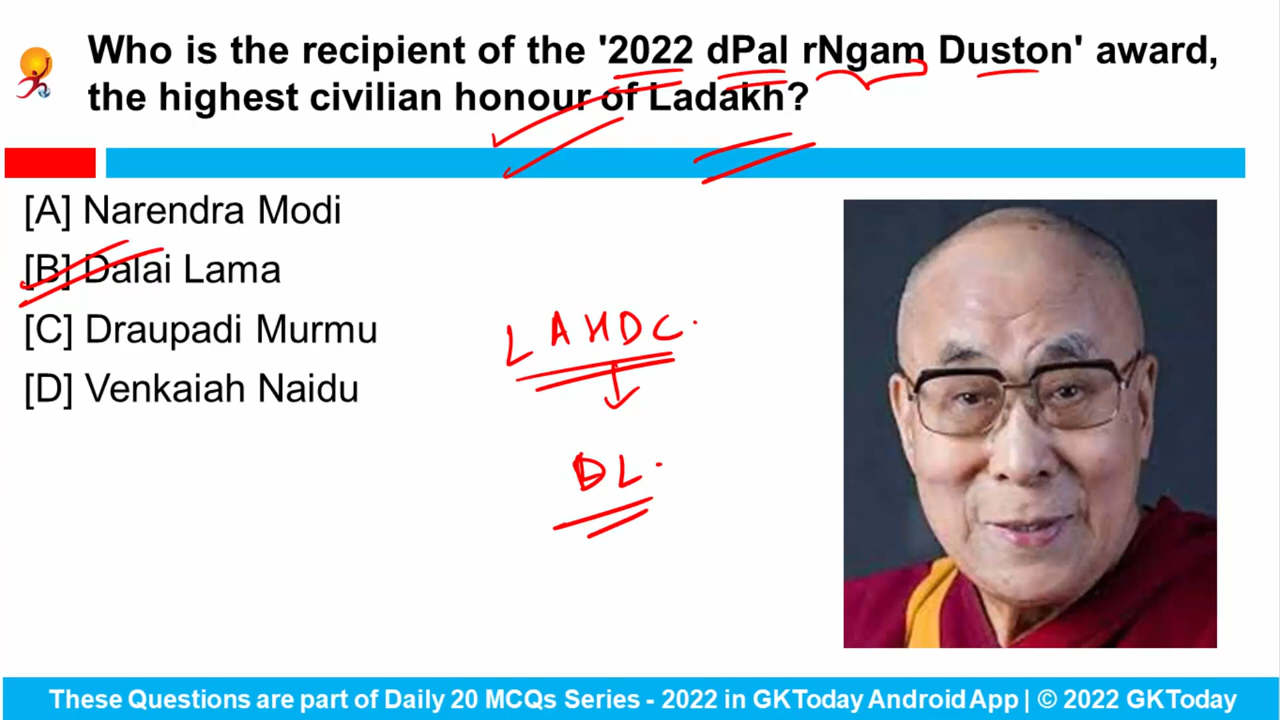 Who is the recipient of the '2022 dPal rNgam Duston' award,
the highest civilian honour of Ladakh?
[A] Narendra Modi
[B] Dalai Lama
[C] Draupadi Murmu
[D] Venkaiah Naidu
LAHDC.
DL.
These Questions are part of Daily 20 MCQs Series - 2022 in GKToday Android App | © 2022 GKToday